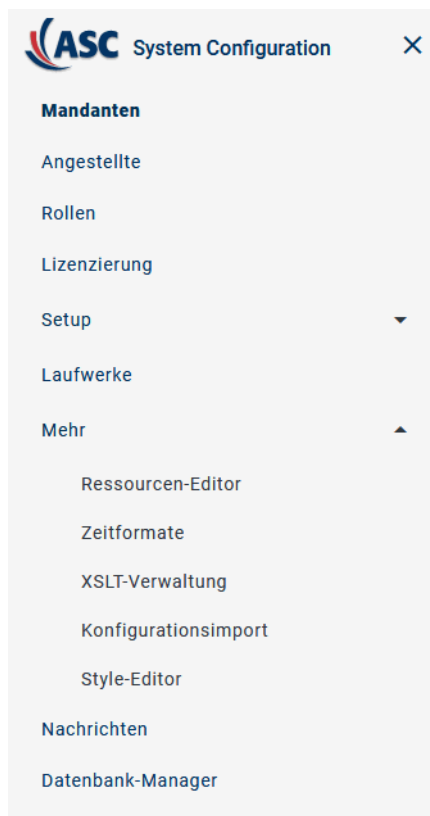 ASC System Configuration
Mandanten
Angestellte
Rollen
Lizenzierung
Setup
Laufwerke
Mehr
Ressourcen-Editor
Zeitformate
XSLT-Verwaltung
Konfigurationsimport
Style-Editor
Nachrichten
Datenbank-Manager